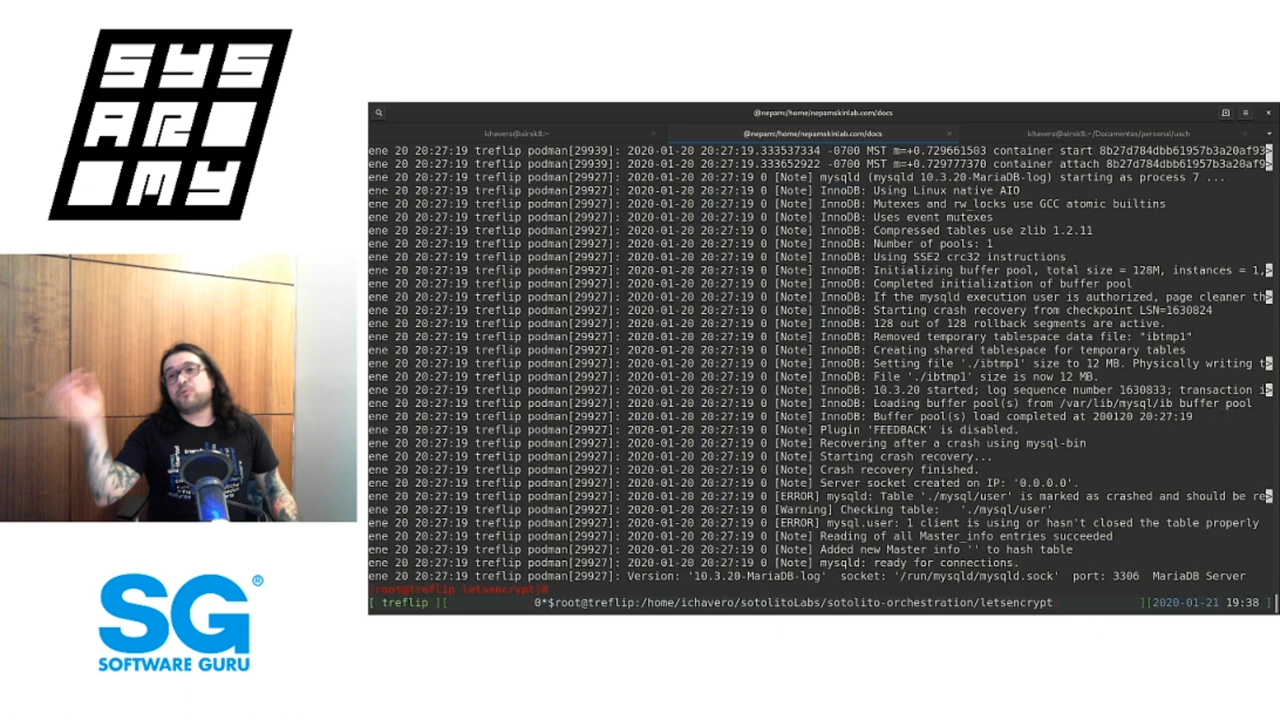 SYS
AR
MY
SG®
SOFTWARE GURU
@nepam:/home/nepamskinlab.com/docs
ichavero@airsk8:~
@nepam:/home/nepamskinlab.com/docs
ichavero@airsk8:~/Documentos/personal/uach
ene 20 20:27:19 treflip podman[29939]: 2020-01-20 20:27:19.333537334 -0700 MST m=+0.729661503 container start 8b27d784dbb61957b3a20af93>
ene 20 20:27:19 treflip podman[29939]: 2020-01-20 20:27:19.333652922 -0700 MST m=+0.729777370 container attach 8b27d784dbb61957b3a20af9>
ene 20 20:27:19 treflip podman[29927]: 2020-01-20 20:27:19 0 [Note] mysqld (mysqld 10.3.20-MariaDB-log) starting as process 7 ...
ene 20 20:27:19 treflip podman[29927]: 2020-01-20 20:27:19 0 [Note] InnoDB: Using Linux native AIO
ene 20 20:27:19 treflip podman[29927]: 2020-01-20 20:27:19 0 [Note] InnoDB: Mutexes and rw_locks use GCC atomic builtins
ene 20 20:27:19 treflip podman[29927]: 2020-01-20 20:27:19 0 [Note] InnoDB: Uses event mutexes
ene 20 20:27:19 treflip podman[29927]: 2020-01-20 20:27:19 0 [Note] InnoDB: Compressed tables use zlib 1.2.11
ene 20 20:27:19 treflip podman[29927]: 2020-01-20 20:27:19 0 [Note] InnoDB: Number of pools: 1
ene 20 20:27:19 treflip podman[29927]: 2020-01-20 20:27:19 0 [Note] InnoDB: Using SSE2 crc32 instructions
ene 20 20:27:19 treflip podman[29927]: 2020-01-20 20:27:19 0 [Note] InnoDB: Initializing buffer pool, total size = 128M, instances = 1,>
ene 20 20:27:19 treflip podman[29927]: 2020-01-20 20:27:19 0 [Note] InnoDB: Completed initialization of buffer pool
ene 20 20:27:19 treflip podman[29927]: 2020-01-20 20:27:19 0 [Note] InnoDB: If the mysqld execution user is authorized, page cleaner th>
ene 20 20:27:19 treflip podman[29927]: 2020-01-20 20:27:19 0 [Note] InnoDB: Starting crash recovery from checkpoint LSN=1630824
ene 20 20:27:19 treflip podman[29927]: 2020-01-20 20:27:19 0 [Note] InnoDB: 128 out of 128 rollback segments are active.
ene 20 20:27:19 treflip podman[29927]: 2020-01-20 20:27:19 0 [Note] InnoDB: Removed temporary tablespace data file: "ibtmp1"
ene 20 20:27:19 treflip podman[29927]: 2020-01-20 20:27:19 0 [Note] InnoDB: Creating shared tablespace for temporary tables
ene 20 20:27:19 treflip podman[29927]: 2020-01-20 20:27:19 0 [Note] InnoDB: Setting file './ibtmp1' size to 12 MB. Physically writing t>
ene 20 20:27:19 treflip podman[29927]: 2020-01-20 20:27:19 0 [Note] InnoDB: File './ibtmp1' size is now 12 MB.
ene 20 20:27:19 treflip podman[29927]: 2020-01-20 20:27:19 0 [Note] InnoDB: 10.3.20 started; log sequence number 1630833; transaction i>
ene 20 20:27:19 treflip podman[29927]: 2020-01-20 20:27:19 0 [Note] InnoDB: Loading buffer pool(s) from /var/lib/mysql/ib_buffer_pool
ene 20 20:27:19 treflip podman[29927]: 2020-01-20 20:27:19 0 [Note] InnoDB: Buffer pool(s) load completed at 200120 20:27:19
ene 20 20:27:19 treflip podman[29927]: 2020-01-20 20:27:19 0 [Note] Plugin 'FEEDBACK' is disabled.
ene 20 20:27:19 treflip podman[29927]: 2020-01-20 20:27:19 0 [Note] Recovering after a crash using mysql-bin
ene 20 20:27:19 treflip podman[29927]: 2020-01-20 20:27:19 0 [Note] Starting crash recovery...
ene 20 20:27:19 treflip podman[29927]: 2020-01-20 20:27:19 0 [Note] Crash recovery finished.
ene 20 20:27:19 treflip podman[29927]: 2020-01-20 20:27:19 0 [Note] Server socket created on IP: '0.0.0.0'.
ene 20 20:27:19 treflip podman[29927]: 2020-01-20 20:27:19 0 [ERROR] mysqld: Table './mysql/user' is marked as crashed and should be re>
ene 20 20:27:19 treflip podman[29927]: 2020-01-20 20:27:19 0 [Warning] Checking table:   './mysql/user'
ene 20 20:27:19 treflip podman[29927]: 2020-01-20 20:27:19 0 [ERROR] mysql.user: 1 client is using or hasn't closed the table properly
ene 20 20:27:19 treflip podman[29927]: 2020-01-20 20:27:19 0 [Note] Reading of all Master_info entries succeeded
ene 20 20:27:19 treflip podman[29927]: 2020-01-20 20:27:19 0 [Note] Added new Master_info '' to hash table
ene 20 20:27:19 treflip podman[29927]: 2020-01-20 20:27:19 0 [Note] mysqld: ready for connections.
ene 20 20:27:19 treflip podman[29927]: Version: '10.3.20-MariaDB-log'  socket: '/run/mysqld/mysqld.sock'  port: 3306  MariaDB Server
[root@treflip letsencrypt]#
[ treflip ][ 0*$root@treflip:/home/ichavero/sotolitoLabs/sotolito-orchestration/letsencrypt ][2020-01-21 19:38 ]